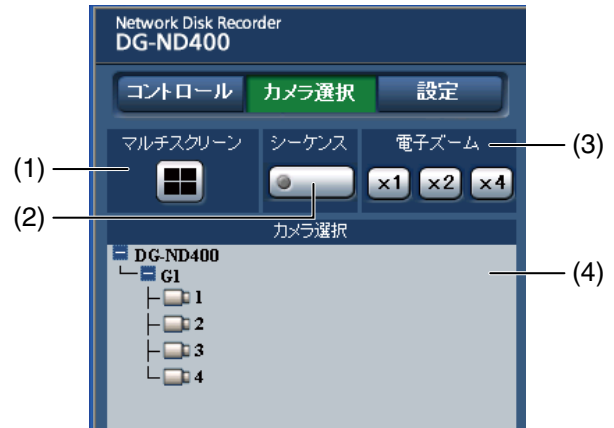 Network Disk Recorder
DG-ND400
コントロール カメラ選択 設定
マルチスクリーン シーケンス 電子ズーム (3)
(1)
×1 ×2 ×4
(2)
カメラ選択
DG-ND400 (4)
G1
1
2
3
4